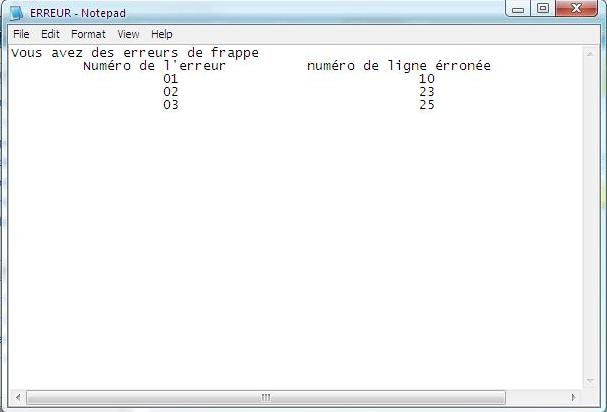 ERREUR - Notepad
File Edit Format View Help
Vous avez des erreurs de frappe
Numéro de l'erreur numéro de ligne érronée
01 10
02 23
03 25